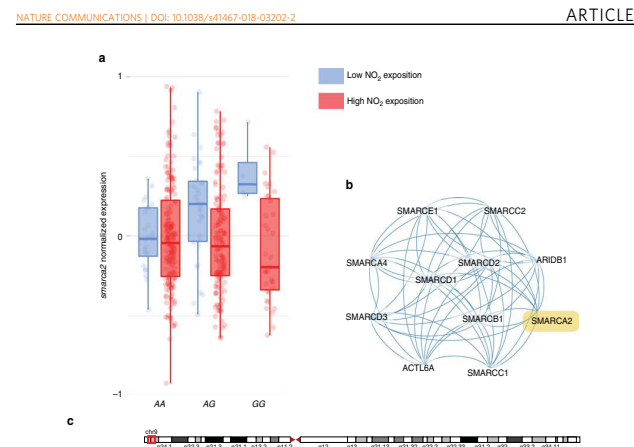 NATURE COMMUNICATIONS | DOI: 10.1038/s41467-018-03202-2
ARTICLE
a
Low NO2 exposition
High NO2 exposition
1
0
–1
smarca2 normalized expression
AA AG GG
b
SMARCE1 SMARCC2
SMARCA4 SMARCD2 ARIDB1
SMARCD1
SMARCD3 SMARCB1 SMARCA2
ACTL6A SMARCC1
c
chr9